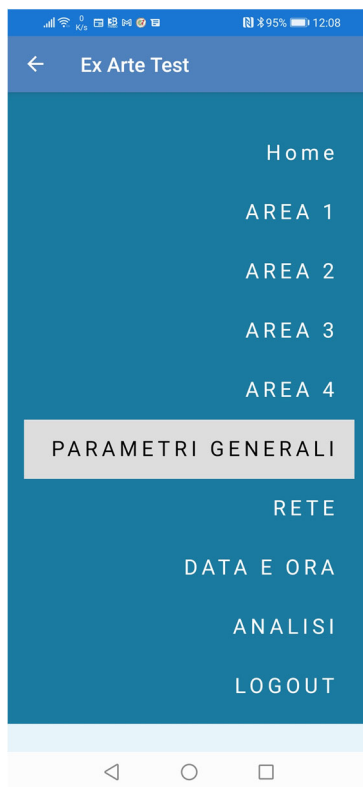 0
K/s
95%
12:08
Ex Arte Test
Home
AREA 1
AREA 2
AREA 3
AREA 4
PARAMETRI GENERALI
RETE
DATA E ORA
ANALISI
LOGOUT